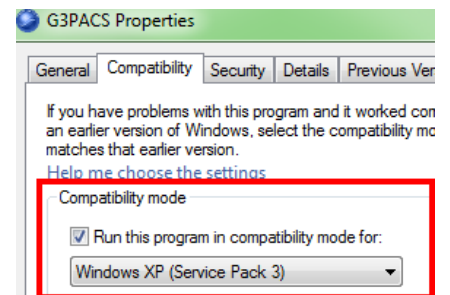 G3PACS Properties
General Compatibility Security Details Previous Ver
If you have problems with this program and it worked
an earlier version of Windows, select the compatibility
matches that earlier version.
Help me choose the settings
Compatibility mode
Run this program in compatibility mode for:
Windows XP (Service Pack 3)